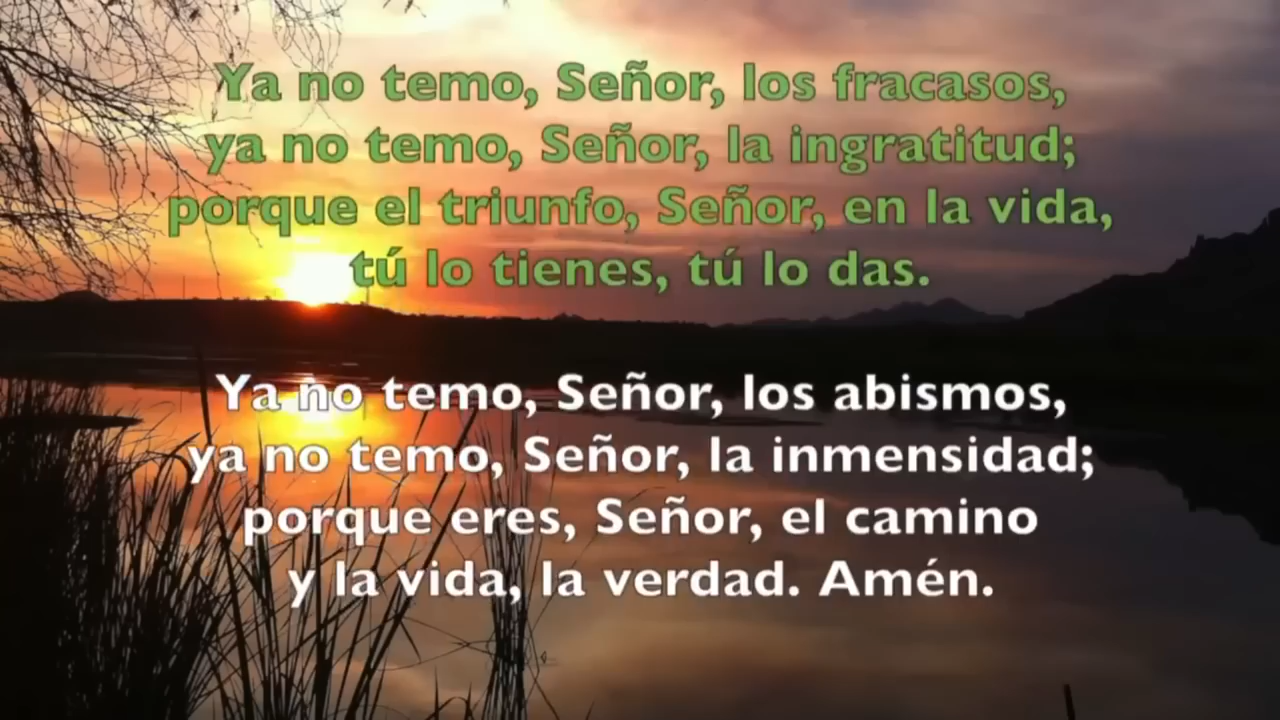 Ya no temo, Señor, los fracasos,
ya no temo, Señor, la ingratitud;
porque el triunfo, Señor, en la vida,
tú lo tienes, tú lo das.
Ya no temo, Señor, los abismos,
ya no temo, Señor, la inmensidad;
porque eres, Señor, el camino
y la vida, la verdad. Amén.